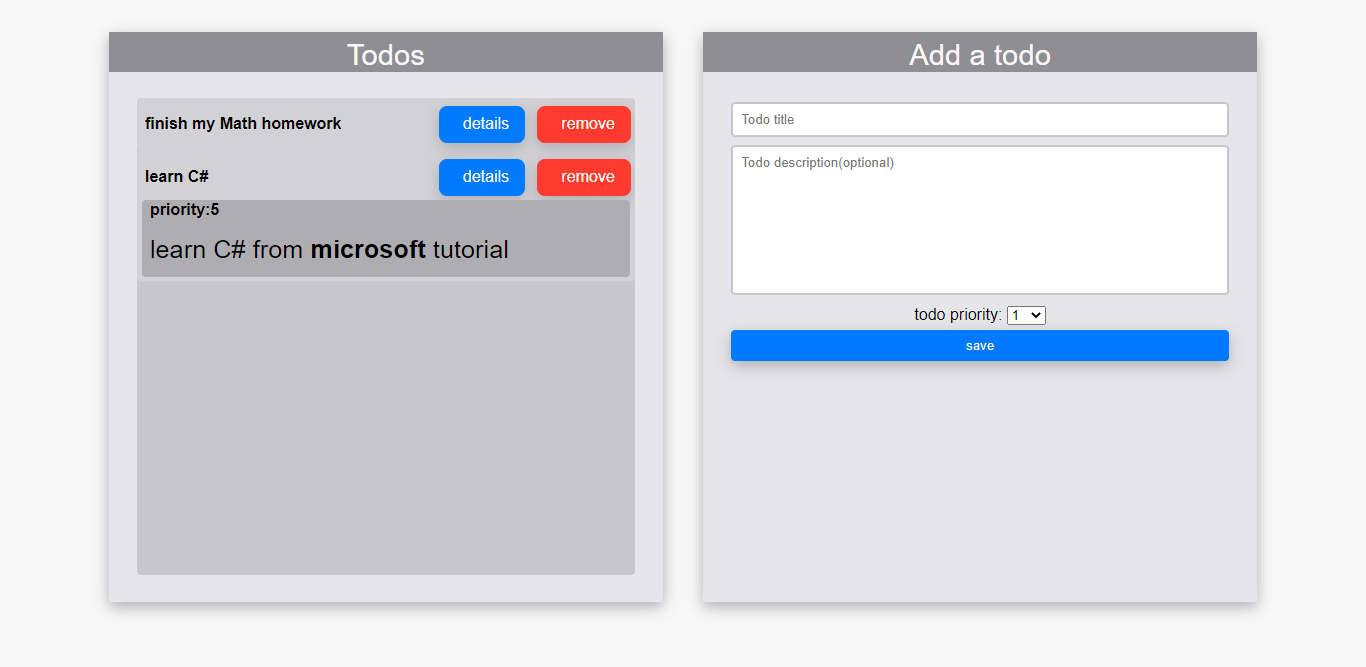 Todos
finish my Math homework details remove
learn C# details remove
priority:5
learn C# from microsoft tutorial
Add a todo
Todo title
Todo description(optional)
todo priority: 1
save